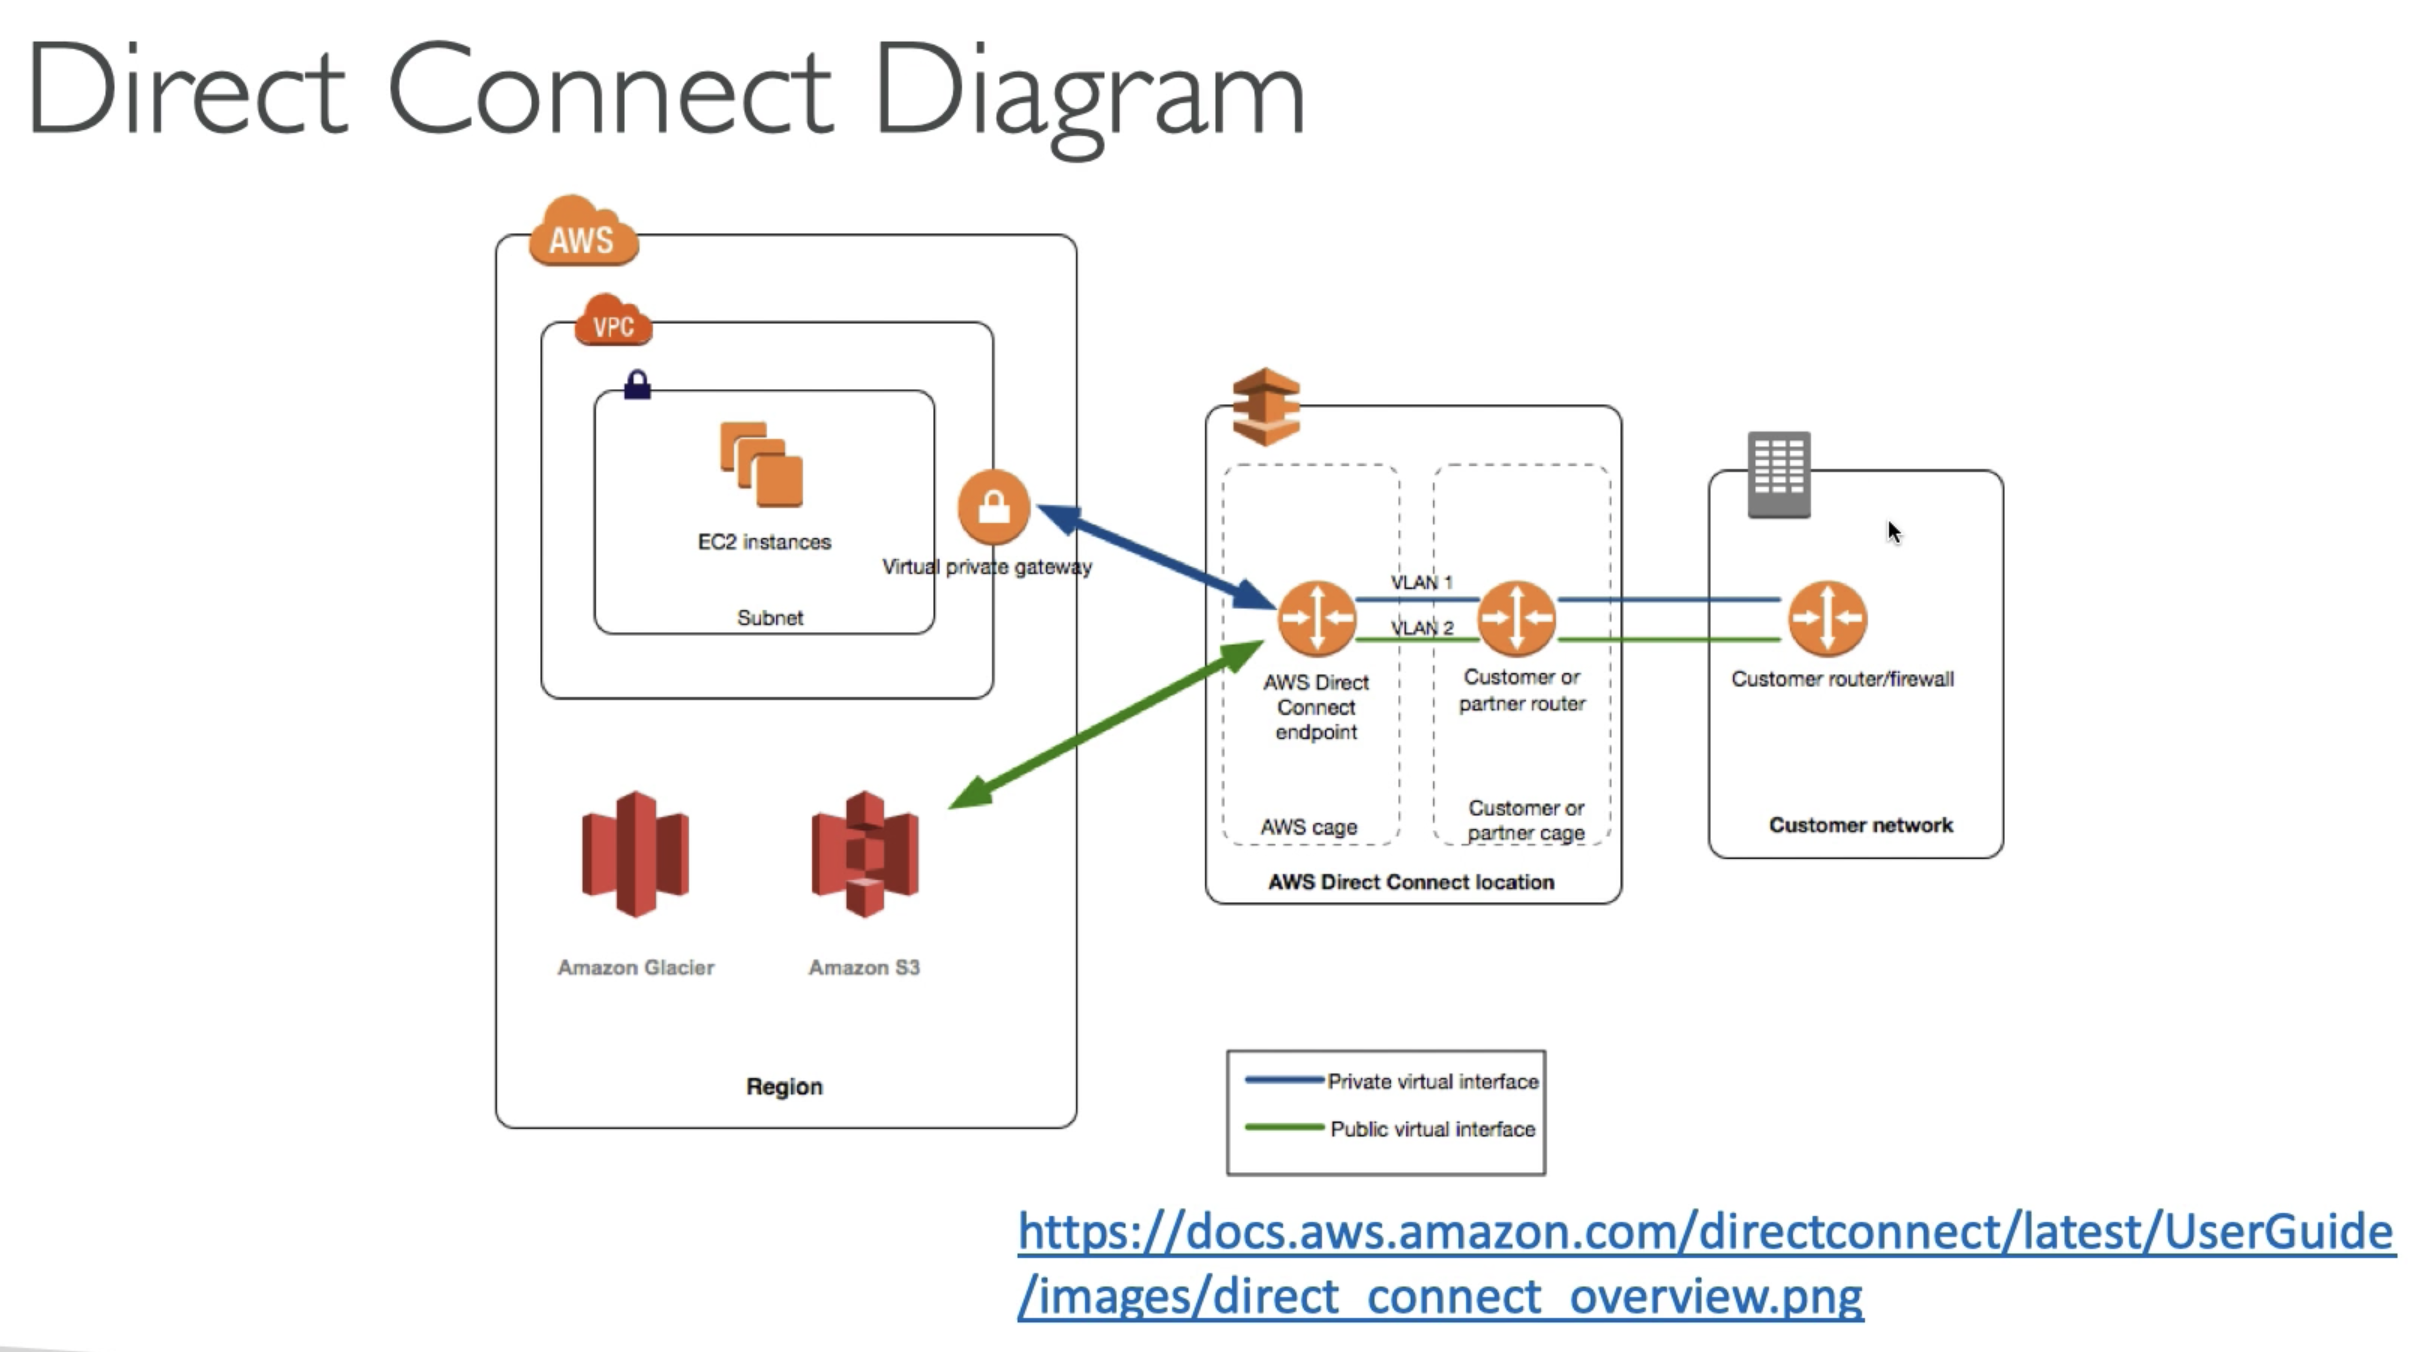 Direct Connect Diagram
AWS
VPC
EC2 instances
Virtual private gateway
Subnet
Amazon Glacier
Amazon S3
Region
VLAN 1
VLAN 2
AWS Direct
Connect
endpoint
Customer or
partner router
AWS cage
Customer or
partner cage
AWS Direct Connect location
Customer router/firewall
Customer network
Private virtual interface
Public virtual interface
https://docs.aws.amazon.com/directconnect/latest/UserGuide
/images/direct_connect_overview.png